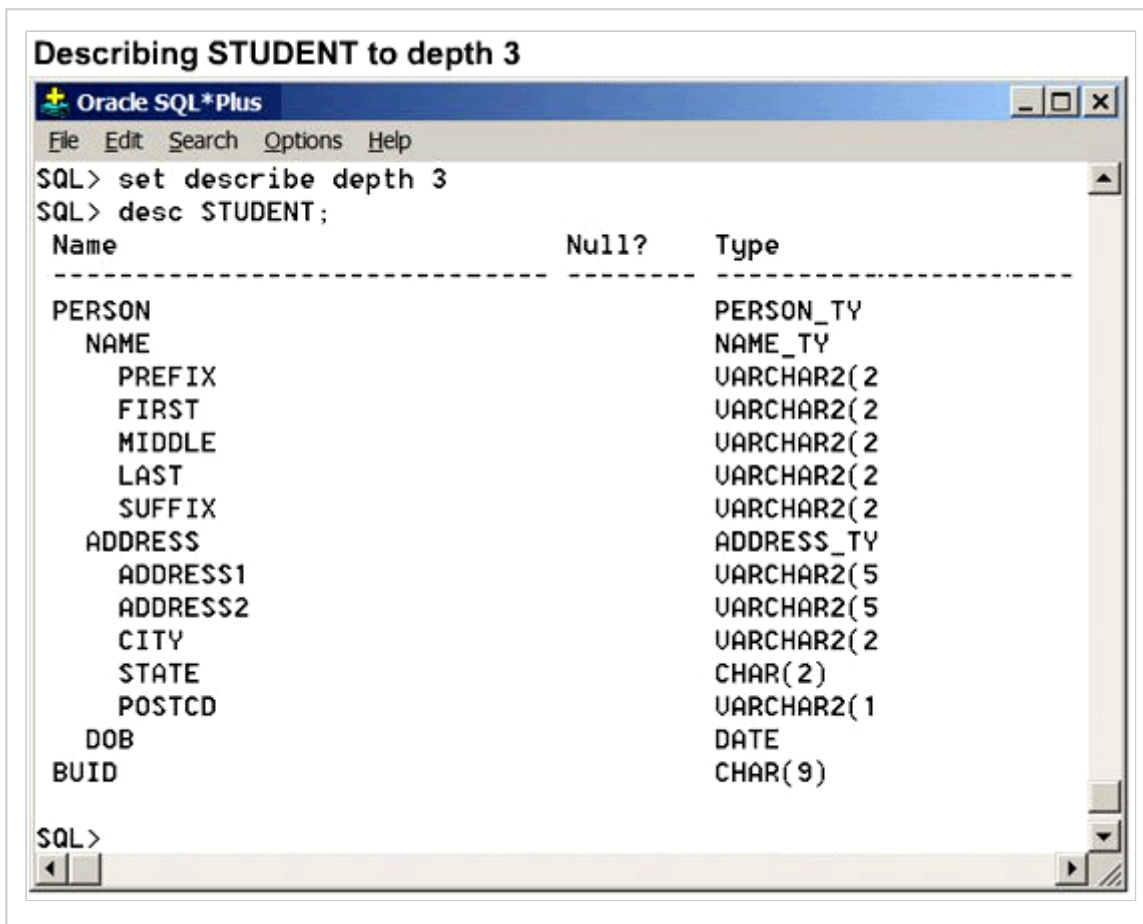 Describing STUDENT to depth 3
Oracle SQL*Plus
File Edit Search Options Help
SQL> set describe depth 3
SQL> desc STUDENT;
Name Null? Type
------------------------------- -------- ----------------------
PERSON PERSON_TY
NAME NAME_TY
PREFIX VARCHAR2(2
FIRST VARCHAR2(2
MIDDLE VARCHAR2(2
LAST VARCHAR2(2
SUFFIX VARCHAR2(2
ADDRESS ADDRESS_TY
ADDRESS1 VARCHAR2(5
ADDRESS2 VARCHAR2(5
CITY VARCHAR2(2
STATE CHAR(2)
POSTCD VARCHAR2(1
DOB DATE
BUID CHAR(9)
SQL>